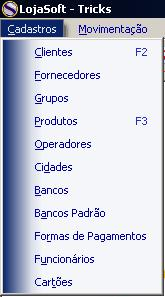 LojaSoft - Tricks
Cadastros Movimentação
Clientes F2
Fornecedores
Grupos
Produtos F3
Operadores
Cidades
Bancos
Bancos Padrão
Formas de Pagamentos
Funcionários
Cartões